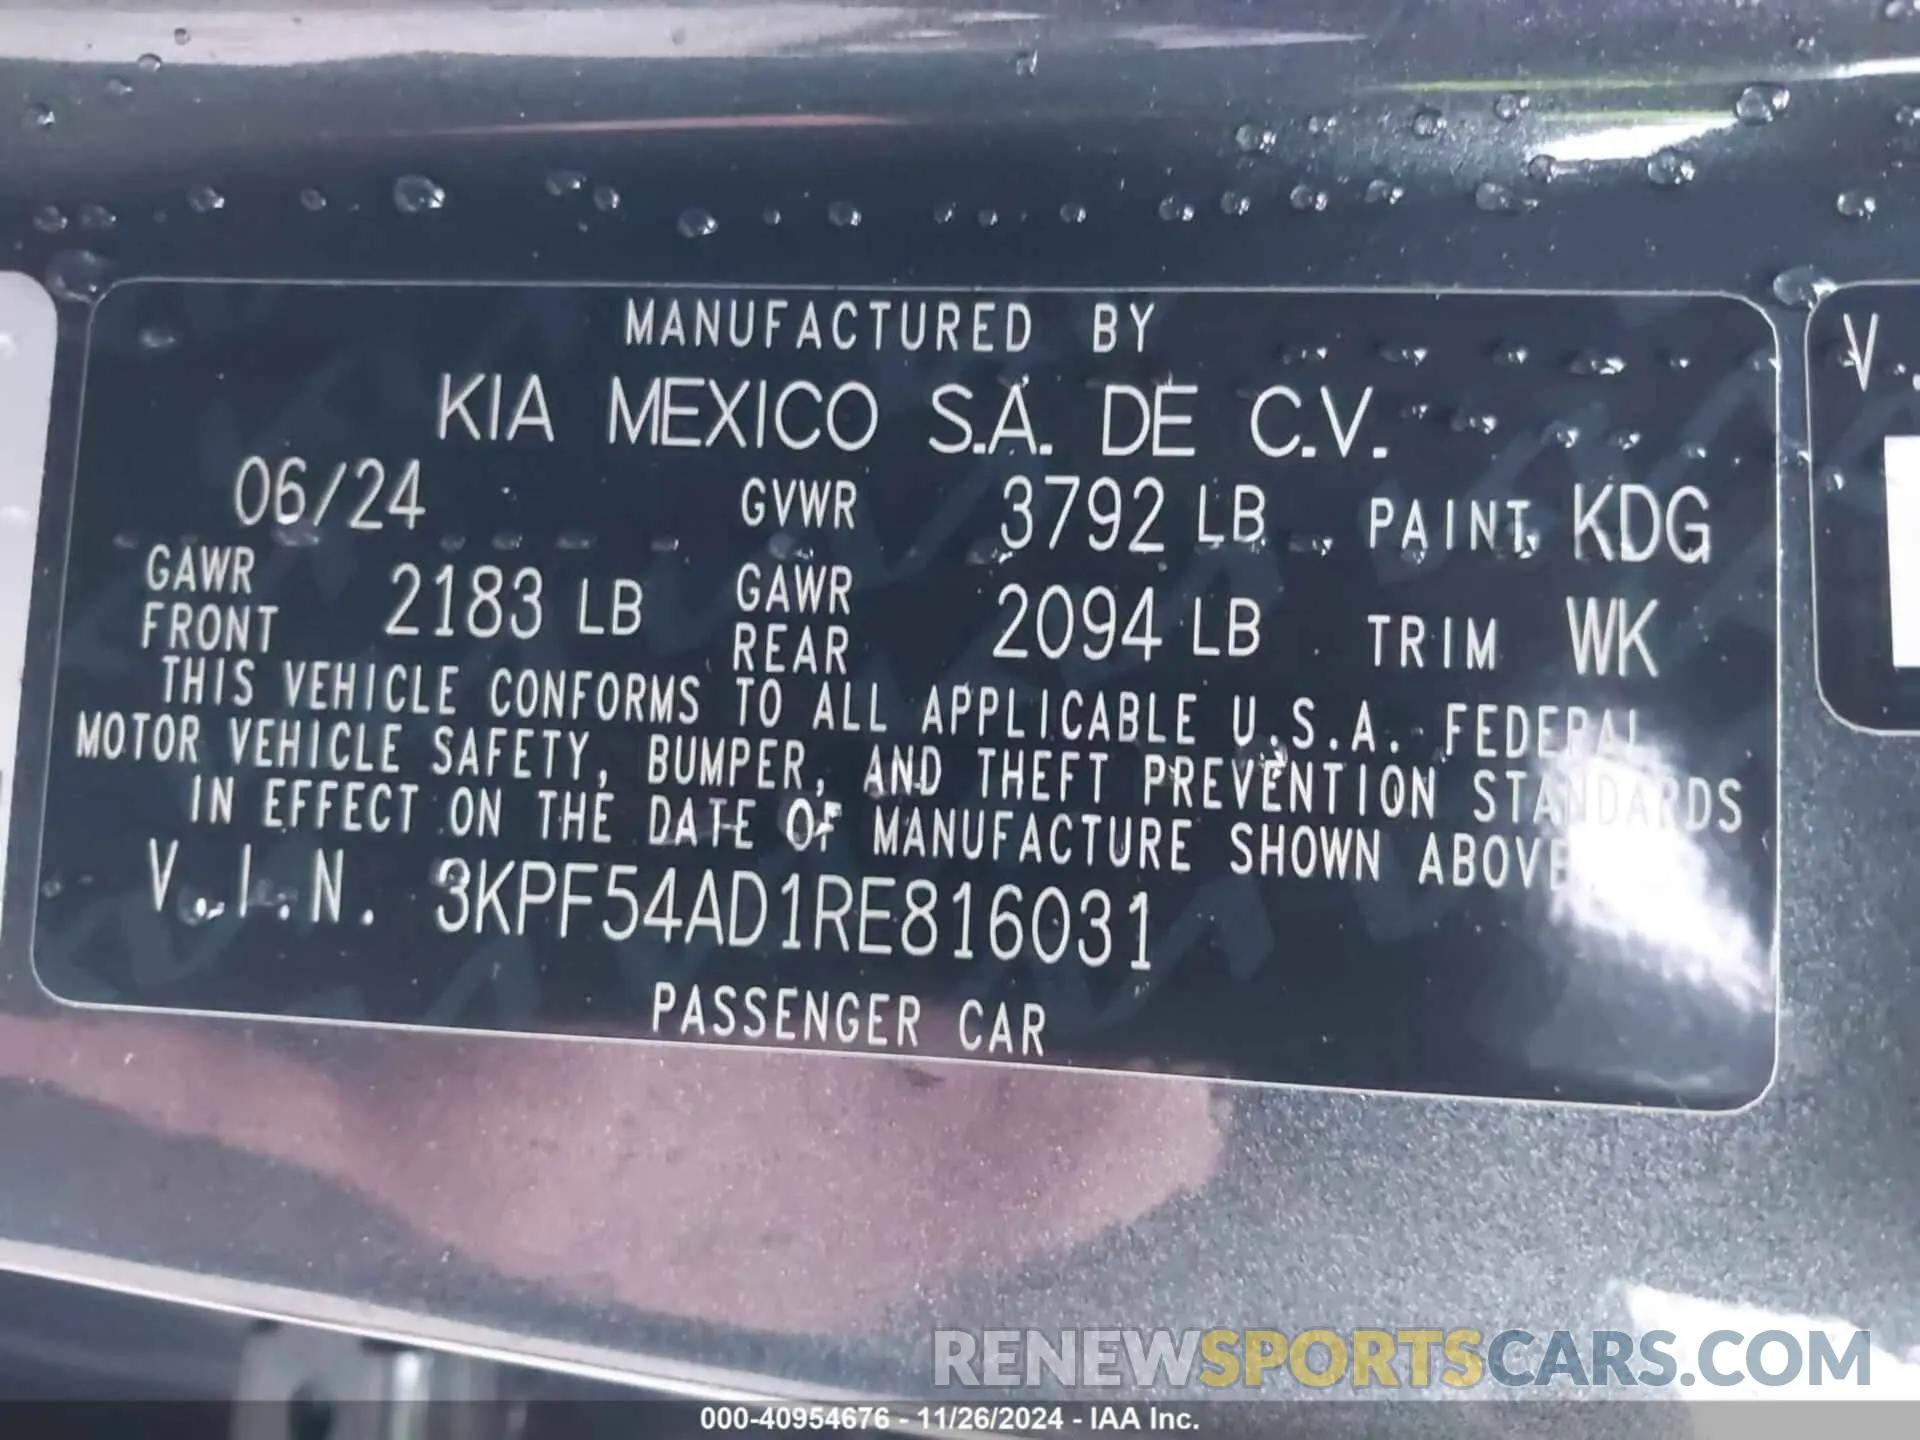 MANUFACTURED BY
KIA MEXICO S.A. DE C.V.
06/24 GVWR 3792 LB PAINT KDG
GAWR FRONT 2183 LB GAWR REAR 2094 LB TRIM WK
THIS VEHICLE CONFORMS TO ALL APPLICABLE U.S.A. FEDERAL
MOTOR VEHICLE SAFETY, BUMPER, AND THEFT PREVENTION STANDARDS
IN EFFECT ON THE DATE OF MANUFACTURE SHOWN ABOVE
V.I.N. 3KPF54AD1RE816031
PASSENGER CAR
V.
RENEWSPORTSCARS.COM
000-40954676 - 11/26/2024 - IAA Inc.